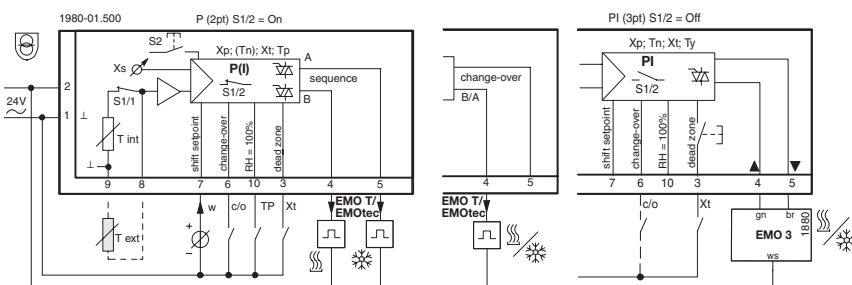 1980-01.500
P (2pt) S1/2 = On
PI (3pt) S1/2 = Off
S2
Xp; (Tn); Xt; Tp
Xs
P(I)
S1/2
A
sequence
B
2
24V
1
⊥
S1/1
T int
⊥
shift setpoint
change-over
RH = 100%
dead zone
9
8
7
6
10
3
4
5
T ext
+
−
w
c/o
TP
Xt
EMO T/
EMOtec
change-over
B/A
4
5
EMO T/
EMOtec
Xp; Tn; Xt; Ty
PI
S1/2
shift setpoint
change-over
RH = 100%
dead zone
7
6
10
3
4
5
c/o
Xt
gn
br
EMO 3
1880
ws